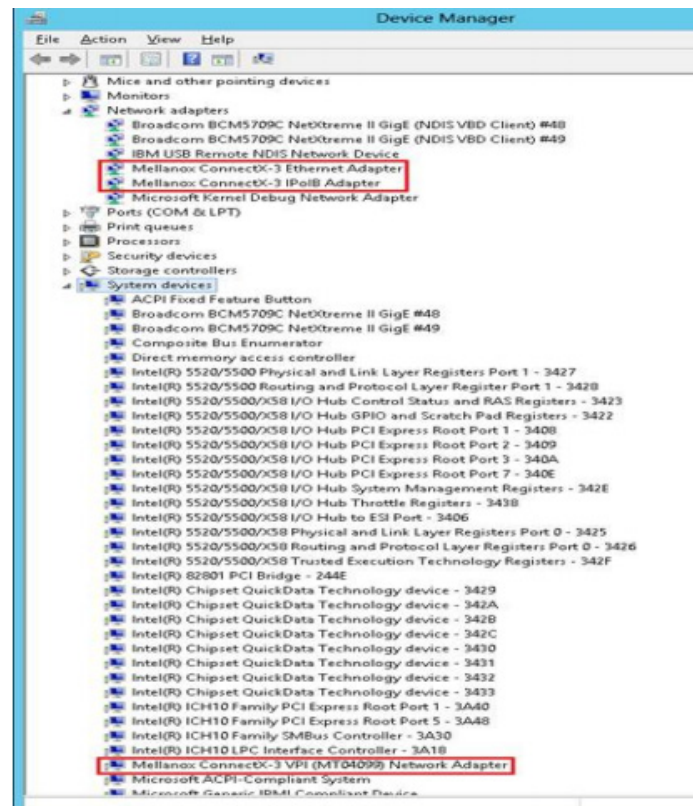 Device Manager
File Action View Help
Mice and other pointing devices
Monitors
Network adapters
Broadcom BCM5709C NetXtreme II GigE (NDIS VBD Client) #48
Broadcom BCM5709C NetXtreme II GigE (NDIS VBD Client) #49
IBM USB Remote NDIS Network Device
Mellanox ConnectX-3 Ethernet Adapter
Mellanox ConnectX-3 IPoIB Adapter
Microsoft Kernel Debug Network Adapter
Ports (COM & LPT)
Print queues
Processors
Security devices
Storage controllers
System devices
ACPI Fixed Feature Button
Broadcom BCM5709C NetXtreme II GigE #48
Broadcom BCM5709C NetXtreme II GigE #49
Composite Bus Enumerator
Direct memory access controller
Intel(R) 5520/5500 Physical and Link Layer Registers Port 1 - 3427
Intel(R) 5520/5500 Routing and Protocol Layer Register Port 1 - 3428
Intel(R) 5520/5500/X58 I/O Hub Control Status and RAS Registers - 3423
Intel(R) 5520/5500/X58 I/O Hub GPIO and Scratch Pad Registers - 3422
Intel(R) 5520/5500/X58 I/O Hub PCI Express Root Port 1 - 3408
Intel(R) 5520/5500/X58 I/O Hub PCI Express Root Port 2 - 3409
Intel(R) 5520/5500/X58 I/O Hub PCI Express Root Port 3 - 340A
Intel(R) 5520/5500/X58 I/O Hub PCI Express Root Port 7 - 340E
Intel(R) 5520/5500/X58 I/O Hub System Management Registers - 342E
Intel(R) 5520/5500/X58 I/O Hub Throttle Registers - 3438
Intel(R) 5520/5500/X58 I/O Hub to ESI Port - 3406
Intel(R) 5520/5500/X58 Physical and Link Layer Registers Port 0 - 3425
Intel(R) 5520/5500/X58 Routing and Protocol Layer Registers Port 0 - 3426
Intel(R) 5520/5500/X58 Trusted Execution Technology Registers - 342F
Intel(R) 82801 PCI Bridge - 244E
Intel(R) Chipset QuickData Technology device - 3429
Intel(R) Chipset QuickData Technology device - 342A
Intel(R) Chipset QuickData Technology device - 342B
Intel(R) Chipset QuickData Technology device - 342C
Intel(R) Chipset QuickData Technology device - 3430
Intel(R) Chipset QuickData Technology device - 3431
Intel(R) Chipset QuickData Technology device - 3432
Intel(R) Chipset QuickData Technology device - 3433
Intel(R) ICH10 Family PCI Express Root Port 1 - 3A40
Intel(R) ICH10 Family PCI Express Root Port 5 - 3A48
Intel(R) ICH10 Family SMBus Controller - 3A30
Intel(R) ICH10 LPC Interface Controller - 3A18
Mellanox ConnectX-3 VPI (MT04099) Network Adapter
Microsoft ACPI-Compliant System
Microsoft Generic IPMI Compliant Device